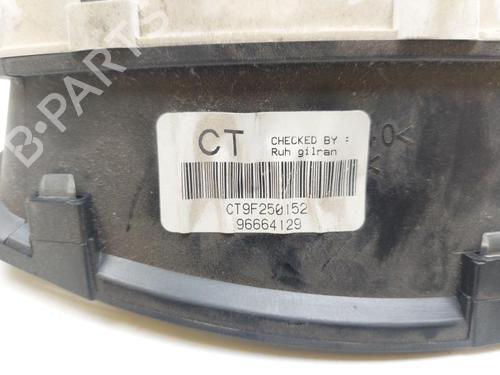 CT
CHECKED BY :
Ruh gilran
CT9F250152
96664129
B-PARTS